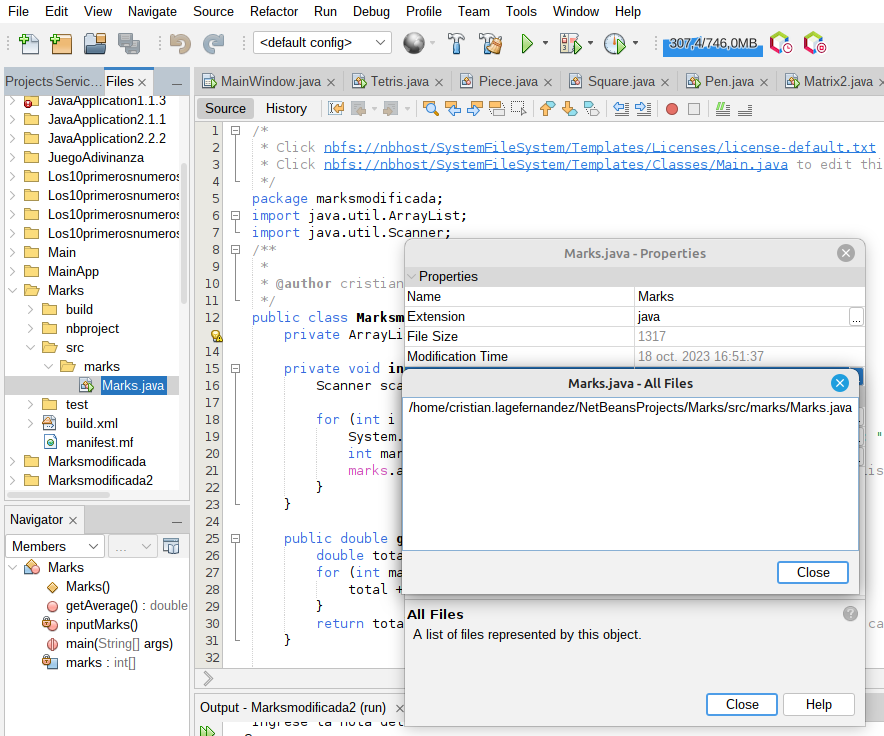 File Edit View Navigate Source Refactor Run Debug Profile Team Tools Window Help
<default config>
307,4/746,0MB
Projects Servic... Files
MainWindow.java Tetris.java Piece.java Square.java Pen.java Matrix2.java
Source History
JavaApplication1.1.3
JavaApplication2.1.1
JavaApplication2.2.2
JuegoAdivinanza
Los10primerosnumeros
Los10primerosnumeros
Los10primerosnumeros
Los10primerosnumeros
Main
MainApp
Marks
build
nbproject
src
marks
Marks.java
test
build.xml
manifest.mf
Marksmodificada
Marksmodificada2
Navigator
Members
...
Marks
Marks()
getAverage() : double
inputMarks()
main(String[] args)
marks : int[]
1 /*
2 * Click nbfs://nbhost/SystemFileSystem/Templates/Licenses/license-default.txt
3 * Click nbfs://nbhost/SystemFileSystem/Templates/Classes/Main.java to edit thi
4 */
5 package marksmodificada;
6 import java.util.ArrayList;
7 import java.util.Scanner;
8 /**
9 *
10 * @author cristian
11 */
12 public class Marksm
private ArrayLi
14
15 private void in
16 Scanner sca
17
18 for (int i
19 System. "
20 int mar
21 marks.a is
22 }
23 }
24
25 public double g
26 double tota
27 for (int ma
28 total +
29 }
30 return tota ca
31 }
32
Output - Marksmodificada2 (run)
Ingrese la nota del
Marks.java - Properties
Properties
Name Marks
Extension java
...
File Size 1317
Modification Time 18 oct. 2023 16:51:37
Marks.java - All Files
/home/cristian.lagefernandez/NetBeansProjects/Marks/src/marks/Marks.java
Close
All Files
?
A list of files represented by this object.
Close Help